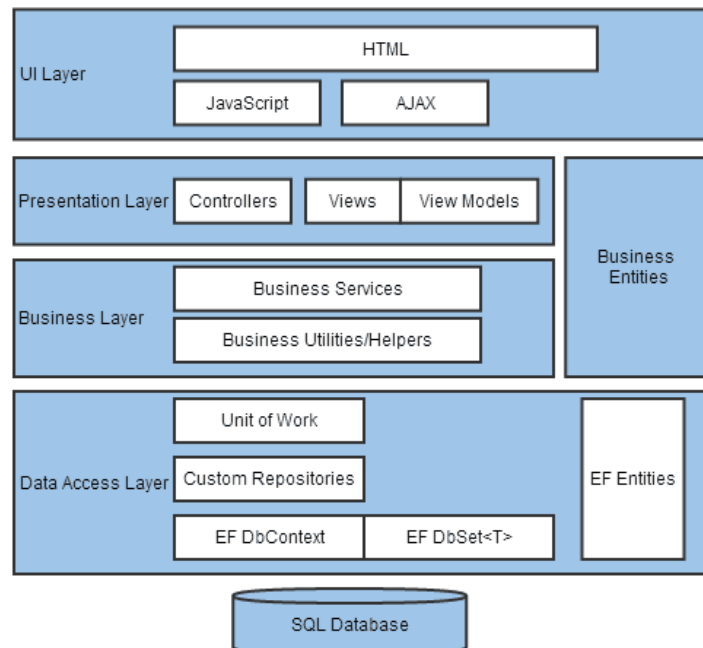 HTML
UI Layer
JavaScript
AJAX
Presentation Layer
Controllers
Views
View Models
Business
Entities
Business Services
Business Layer
Business Utilities/Helpers
Unit of Work
Custom Repositories
Data Access Layer
EF Entities
EF DbContext
EF DbSet<T>
SQL Database